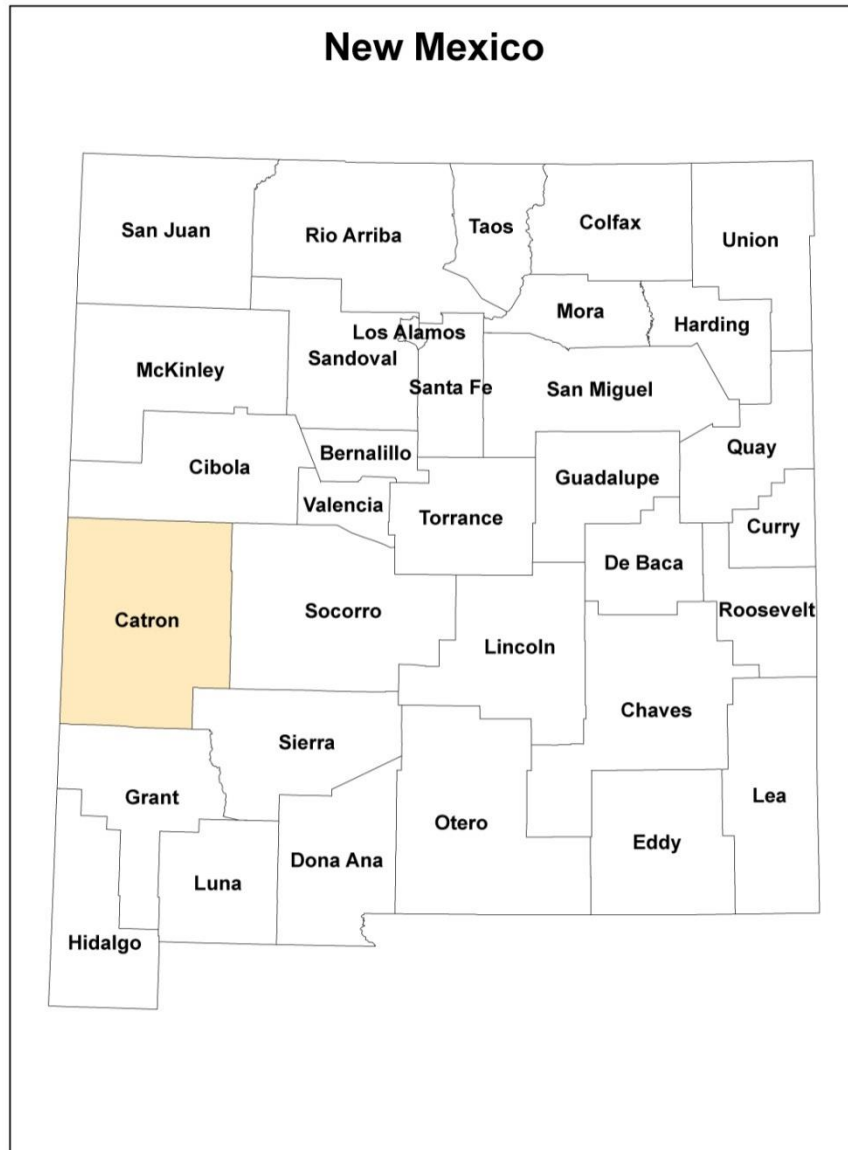 New Mexico
San Juan
Rio Arriba
Taos
Colfax
Union
Mora
Harding
Los Alamos
Sandoval
McKinley
Santa Fe
San Miguel
Quay
Bernalillo
Cibola
Guadalupe
Valencia
Torrance
Curry
De Baca
Roosevelt
Catron
Socorro
Lincoln
Chaves
Sierra
Grant
Lea
Otero
Eddy
Dona Ana
Luna
Hidalgo